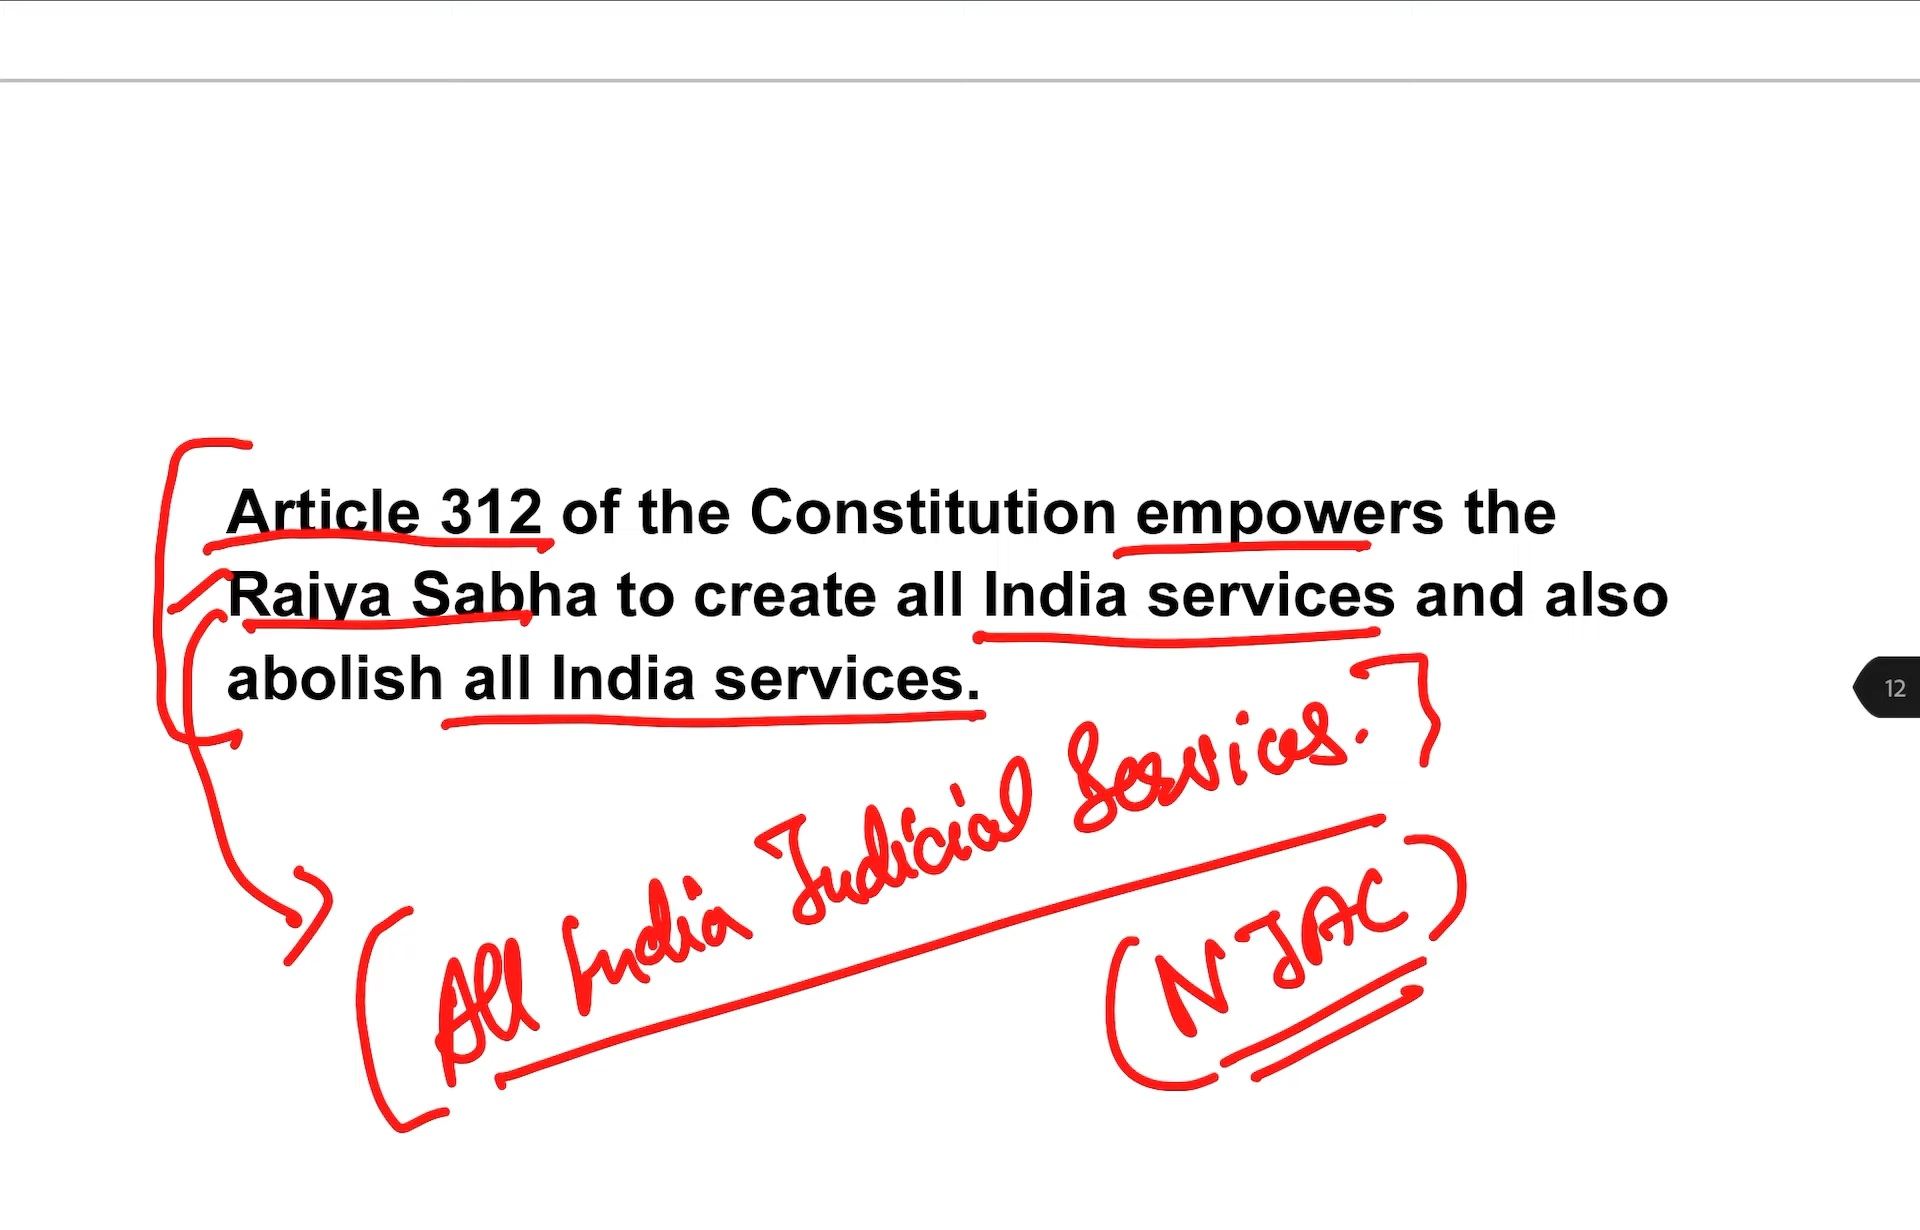 Article 312 of the Constitution empowers the
Rajya Sabha to create all India services and also
abolish all India services.
12
All India Judicial Services.
(NJAC)